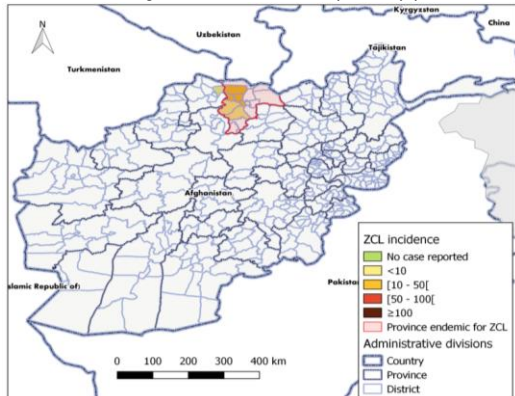 Kyrgyzstan
China
Uzbekistan
Tajikistan
Turkmenistan
Afghanistan
Islamic Republic of:
Pakis
ZCL incidence
No case reported
<10
[10 - 50[
[50 - 100[
≥100
Province endemic for ZCL
Administrative divisions
Country
Province
District
0 100 200 300 400 km